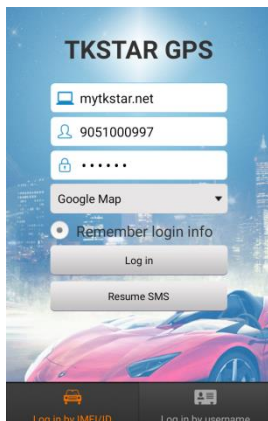 TKSTAR GPS
mytkstar.net
9051000997
••••••
Google Map
Remember login info
Log in
Resume SMS
Log in by IMEI/ID
Log in by username